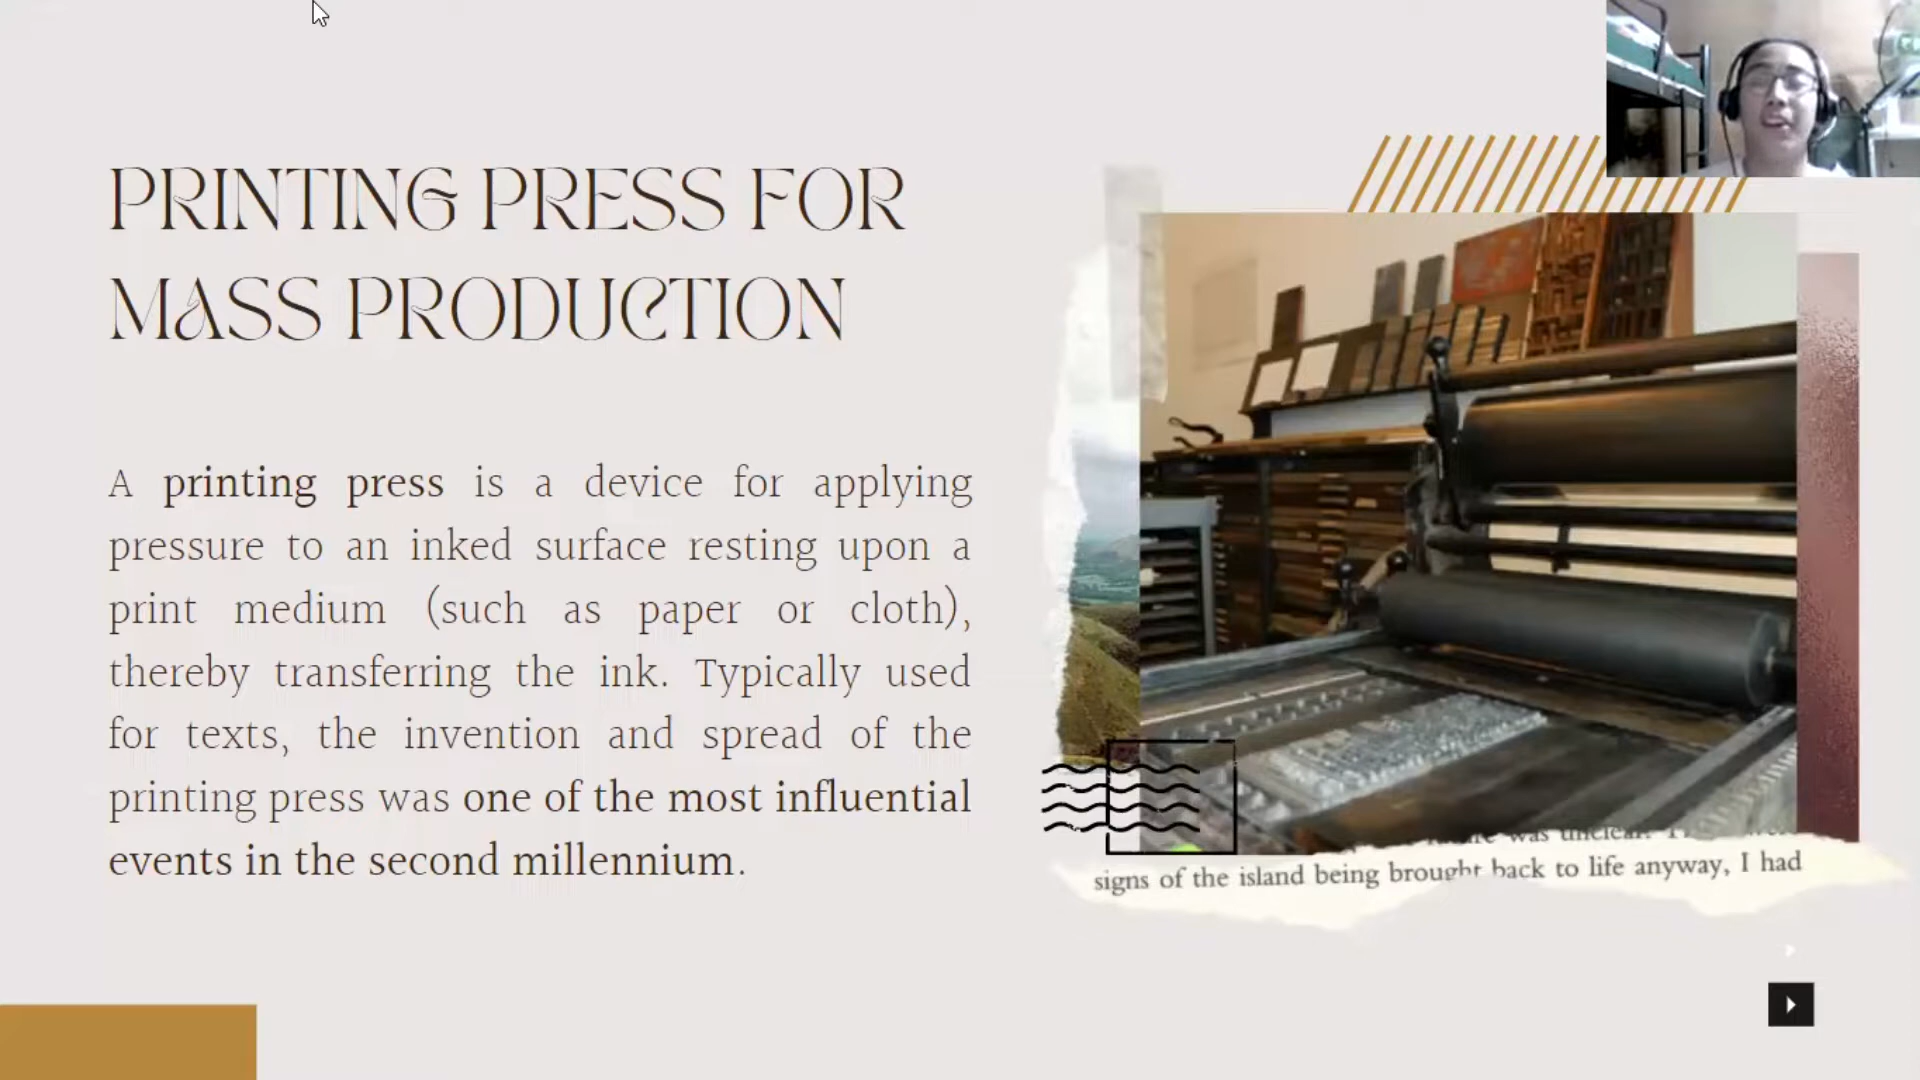 PRINTING PRESS FOR
MASS PRODUCTION
A printing press is a device for applying
pressure to an inked surface resting upon a
print medium (such as paper or cloth),
thereby transferring the ink. Typically used
for texts, the invention and spread of the
printing press was one of the most influential
events in the second millennium.
was unclear.
signs of the island being brought back to life anyway, I had